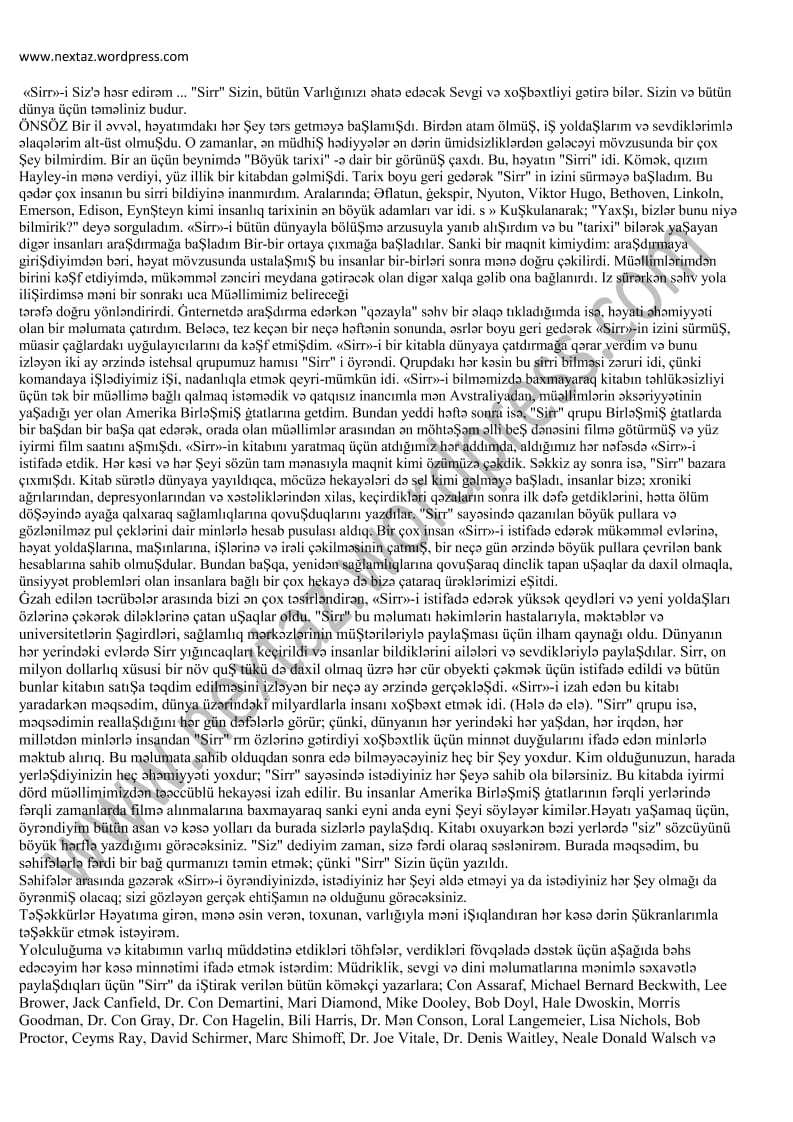 www.nextaz.wordpress.com
«Sirr»-i Siz'ə həsr edirəm ... "Sirr" Sizin, bütün Varlığınızı əhatə edəcək Sevgi və xoŞbəxtliyi gətirə bilər. Sizin və bütün
dünya üçün təməliniz budur.
ÖNSÖZ Bir il əvvəl, həyatımdakı hər Şey tərs getməyə baŞlamıŞdı. Birdən atam ölmüŞ, iŞ yoldaŞlarım və sevdiklərimlə
əlaqələrim alt-üst olmuŞdu. O zamanlar, ən müdhiŞ hədiyyələr ən dərin ümidsizliklərdən gələcəyi mövzusunda bir çox
Şey bilmirdim. Bir an üçün beynimdə "Böyük tarixi" -ə dair bir görünüŞ çaxdı. Bu, həyatın "Sirri" idi. Kömək, qızım
Hayley-in mənə verdiyi, yüz illik bir kitabdan gəlmiŞdi. Tarix boyu geri gedərək "Sirr" in izini sürməyə baŞladım. Bu
qədər çox insanın bu sirri bildiyinə inanmırdım. Aralarında; Əflatun, ģekspir, Nyuton, Viktor Hugo, Bethoven, Linkoln,
Emerson, Edison, EynŞteyn kimi insanlıq tarixinin ən böyük adamları var idi. s » KuŞkulanarak; "YaxŞı, bizlər bunu niyə
bilmirik?" deyə sorguladım. «Sirr»-i bütün dünyayla bölüŞmə arzusuyla yanıb alıŞırdım və bu "tarixi" bilərək yaŞayan
digər insanları araŞdırmağa baŞladım Bir-bir ortaya çıxmağa baŞladılar. Sanki bir maqnit kimiydim: araŞdırmaya
giriŞdiyimdən bəri, həyat mövzusunda ustalaŞmıŞ bu insanlar bir-birləri sonra mənə doğru çəkilirdi. Müəllimlərimdən
birini kəŞf etdiyimdə, mükəmməl zənciri meydana gətirəcək olan digər xalqa gəlib ona bağlanırdı. Iz sürərkən səhv yola
iliŞirdimsə məni bir sonrakı uca Müəllimimiz belireceği
tərəfə doğru yönləndirirdi. Ġnternetdə araŞdırma edərkən "qəzayla" səhv bir əlaqə tıkladığımda isə, həyati əhəmiyyəti
olan bir məlumata çatırdım. Beləcə, tez keçən bir neçə həftənin sonunda, əsrlər boyu geri gedərək «Sirr»-in izini sürmüŞ,
müasir çağlardakı uyğulayıcılarını da kəŞf etmiŞdim. «Sirr»-i bir kitabla dünyaya çatdırmağa qərar verdim və bunu
izləyən iki ay ərzində istehsal qrupumuz hamısı "Sirr" i öyrəndi. Qrupdakı hər kəsin bu sirri bilməsi zəruri idi, çünki
komandaya iŞlədiyimiz iŞi, nadanlıqla etmək qeyri-mümkün idi. «Sirr»-i bilməmizdə baxmayaraq kitabın təhlükəsizliyi
üçün tək bir müəllimə bağlı qalmaq istəmədik və qatqısız inancımla mən Avstraliyadan, müəllimlərin əksəriyyətinin
yaŞadığı yer olan Amerika BirləŞmiŞ ģtatlarına getdim. Bundan yeddi həftə sonra isə, "Sirr" qrupu BirləŞmiŞ ģtatlarda
bir baŞdan bir baŞa qat edərək, orada olan müəllimlər arasından ən möhtəŞəm əlli beŞ dənəsini filmə götürmüŞ və yüz
iyirmi film saatını aŞmıŞdı. «Sirr»-in kitabını yaratmaq üçün atdığımız hər addımda, aldığımız hər nəfəsdə «Sirr»-i
istifadə etdik. Hər kəsi və hər Şeyi sözün tam mənasıyla maqnit kimi özümüzə çəkdik. Səkkiz ay sonra isə, "Sirr" bazara
çıxmıŞdı. Kitab sürətlə dünyaya yayıldıqca, möcüzə hekayələri də sel kimi gəlməyə baŞladı, insanlar bizə; xroniki
ağrılarından, depresyonlarından və xəstəliklərindən xilas, keçirdikləri qəzaların sonra ilk dəfə getdiklərini, hətta ölüm
döŞəyində ayağa qalxaraq sağlamlıqlarına qovuŞduqlarını yazdılar. "Sirr" sayəsində qazanılan böyük pullara və
gözlənilməz pul çeklərini dair minlərlə hesab pusulası aldıq. Bir çox insan «Sirr»-i istifadə edərək mükəmməl evlərinə,
həyat yoldaŞlarına, maŞınlarına, iŞlərinə və irəli çəkilməsinin çatmıŞ, bir neçə gün ərzində böyük pullara çevrilən bank
hesablarına sahib olmuŞdular. Bundan baŞqa, yenidən sağlamlıqlarına qovuŞaraq dinclik tapan uŞaqlar da daxil olmaqla,
ünsiyyət problemləri olan insanlara bağlı bir çox hekayə də bizə çataraq ürəklərimizi eŞitdi.
Ġzah edilən təcrübələr arasında bizi ən çox təsirləndirən, «Sirr»-i istifadə edərək yüksək qeydləri və yeni yoldaŞları
özlərinə çəkərək diləklərinə çatan uŞaqlar oldu. "Sirr" bu məlumatı həkimlərin hastalarıyla, məktəblər və
universitetlərin Şagirdləri, sağlamlıq mərkəzlərinin müŞtəriləriylə paylaŞması üçün ilham qaynağı oldu. Dünyanın
hər yerindəki evlərdə Sirr yığıncaqları keçirildi və insanlar bildiklərini ailələri və sevdikləriylə paylaŞdılar. Sirr, on
milyon dollarlıq xüsusi bir növ quŞ tükü də daxil olmaq üzrə hər cür obyekti çəkmək üçün istifadə edildi və bütün
bunlar kitabın satıŞa təqdim edilməsini izləyən bir neçə ay ərzində gerçəkləŞdi. «Sirr»-i izah edən bu kitabı
yaradarkən məqsədim, dünya üzərindəki milyardlarla insanı xoŞbəxt etmək idi. (Hələ də elə). "Sirr" qrupu isə,
məqsədimin reallaŞdığını hər gün dəfələrlə görür; çünki, dünyanın hər yerindəki hər yaŞdan, hər irqdən, hər
millətdən minlərlə insandan "Sirr" rm özlərinə gətirdiyi xoŞbəxtlik üçün minnət duyğularını ifadə edən minlərlə
məktub alırıq. Bu məlumata sahib olduqdan sonra edə bilməyəcəyiniz heç bir Şey yoxdur. Kim olduğunuzun, harada
yerləŞdiyinizin heç əhəmiyyəti yoxdur; "Sirr" sayəsində istədiyiniz hər Şeyə sahib ola bilərsiniz. Bu kitabda iyirmi
dörd müəllimimizdən təəccüblü hekayəsi izah edilir. Bu insanlar Amerika BirləŞmiŞ ģtatlarının fərqli yerlərində
fərqli zamanlarda filmə alınmalarına baxmayaraq sanki eyni anda eyni Şeyi söyləyər kimilər.Həyatı yaŞamaq üçün,
öyrəndiyim bütün asan və kəsə yolları da burada sizlərlə paylaŞdıq. Kitabı oxuyarkən bəzi yerlərdə "siz" sözcüyünü
böyük hərflə yazdığımı görəcəksiniz. "Siz" dediyim zaman, sizə fərdi olaraq səslənirəm. Burada məqsədim, bu
səhifələrlə fərdi bir bağ qurmanızı təmin etmək; çünki "Sirr" Sizin üçün yazıldı.
Səhifələr arasında gəzərək «Sirr»-i öyrəndiyinizdə, istədiyiniz hər Şeyi əldə etməyi ya da istədiyiniz hər Şey olmağı da
öyrənmiŞ olacaq; sizi gözləyən gerçək ehtiŞamın nə olduğunu görəcəksiniz.
TəŞəkkürlər Həyatıma girən, mənə əsin verən, toxunan, varlığıyla məni iŞıqlandıran hər kəsə dərin Şükranlarımla
təŞəkkür etmək istəyirəm.
Yolculuğuma və kitabımın varlıq müddətinə etdikləri töhfələr, verdikləri fövqəladə dəstək üçün aŞağıda bəhs
edəcəyim hər kəsə minnətimi ifadə etmək istərdim: Müdriklik, sevgi və dini məlumatlarına mənimlə səxavətlə
paylaŞdıqları üçün "Sirr" da iŞtirak verilən bütün köməkçi yazarlara; Con Assaraf, Michael Bernard Beckwith, Lee
Brower, Jack Canfield, Dr. Con Demartini, Mari Diamond, Mike Dooley, Bob Doyl, Hale Dwoskin, Morris
Goodman, Dr. Con Gray, Dr. Con Hagelin, Bili Harris, Dr. Mən Conson, Loral Langemeier, Lisa Nichols, Bob
Proctor, Ceyms Ray, David Schirmer, Marc Shimoff, Dr. Joe Vitale, Dr. Denis Waitley, Neale Donald Walsch və
www.nextaz.wordpress.com